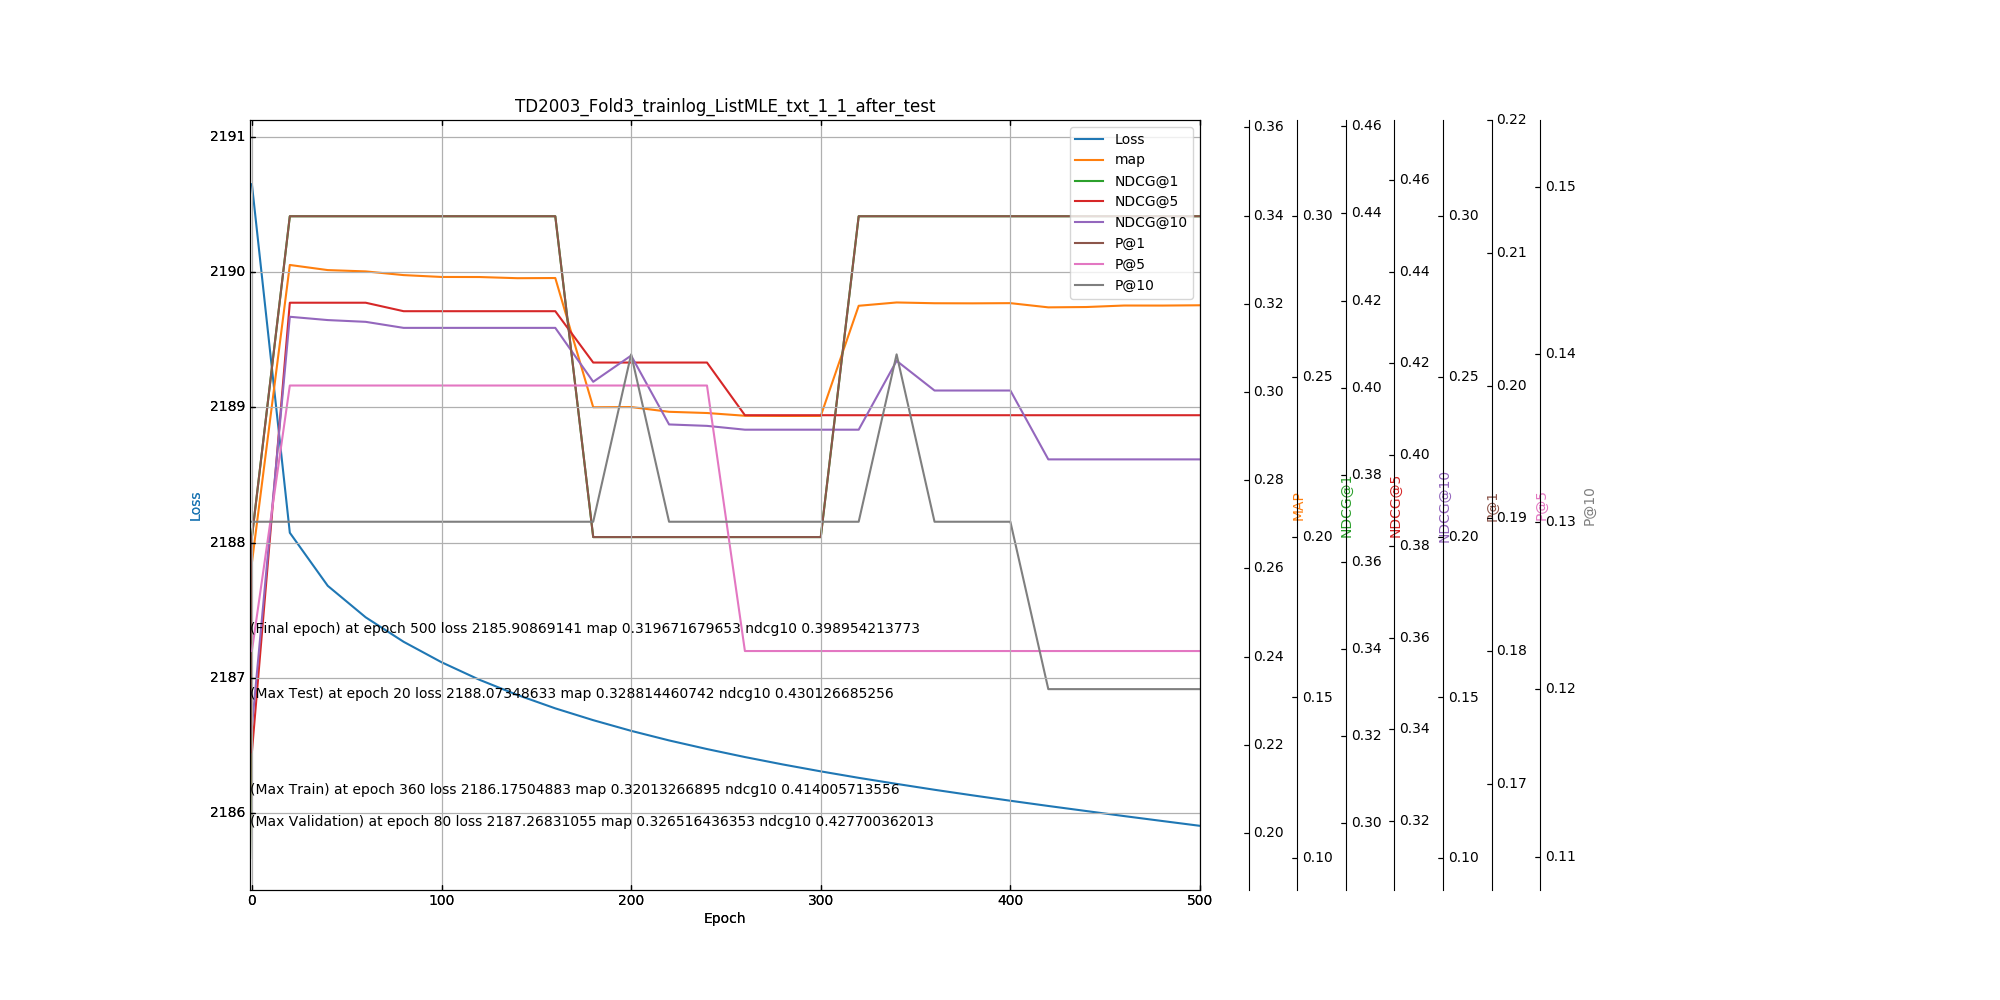 TD2003_Fold3_trainlog_ListMLE_txt_1_1_after_test
Loss
map
NDCG@1
NDCG@5
NDCG@10
P@1
P@5
P@10
2191
2190
2189
2188
2187
2186
Loss
(Final epoch) at epoch 500 loss 2185.90869141 map 0.319671679653 ndcg10 0.398954213773
(Max Test) at epoch 20 loss 2188.07348633 map 0.328814460742 ndcg10 0.430126685256
(Max Train) at epoch 360 loss 2186.17504883 map 0.32013266895 ndcg10 0.414005713556
(Max Validation) at epoch 80 loss 2187.26831055 map 0.326516436353 ndcg10 0.427700362013
0 100 200 300 400 500
Epoch
0.36
0.34
0.32
0.30
0.28
0.26
0.24
0.22
0.20
MAP
0.30
0.25
0.20
0.15
0.10
NDCG@1
0.46
0.44
0.42
0.40
0.38
0.36
0.34
0.32
0.30
NDCG@5
0.46
0.44
0.42
0.40
0.38
0.36
0.34
0.32
NDCG@10
0.30
0.25
0.20
0.15
0.10
P@1
0.22
0.21
0.20
0.19
0.18
0.17
P@5
0.15
0.14
0.13
0.12
0.11
P@10